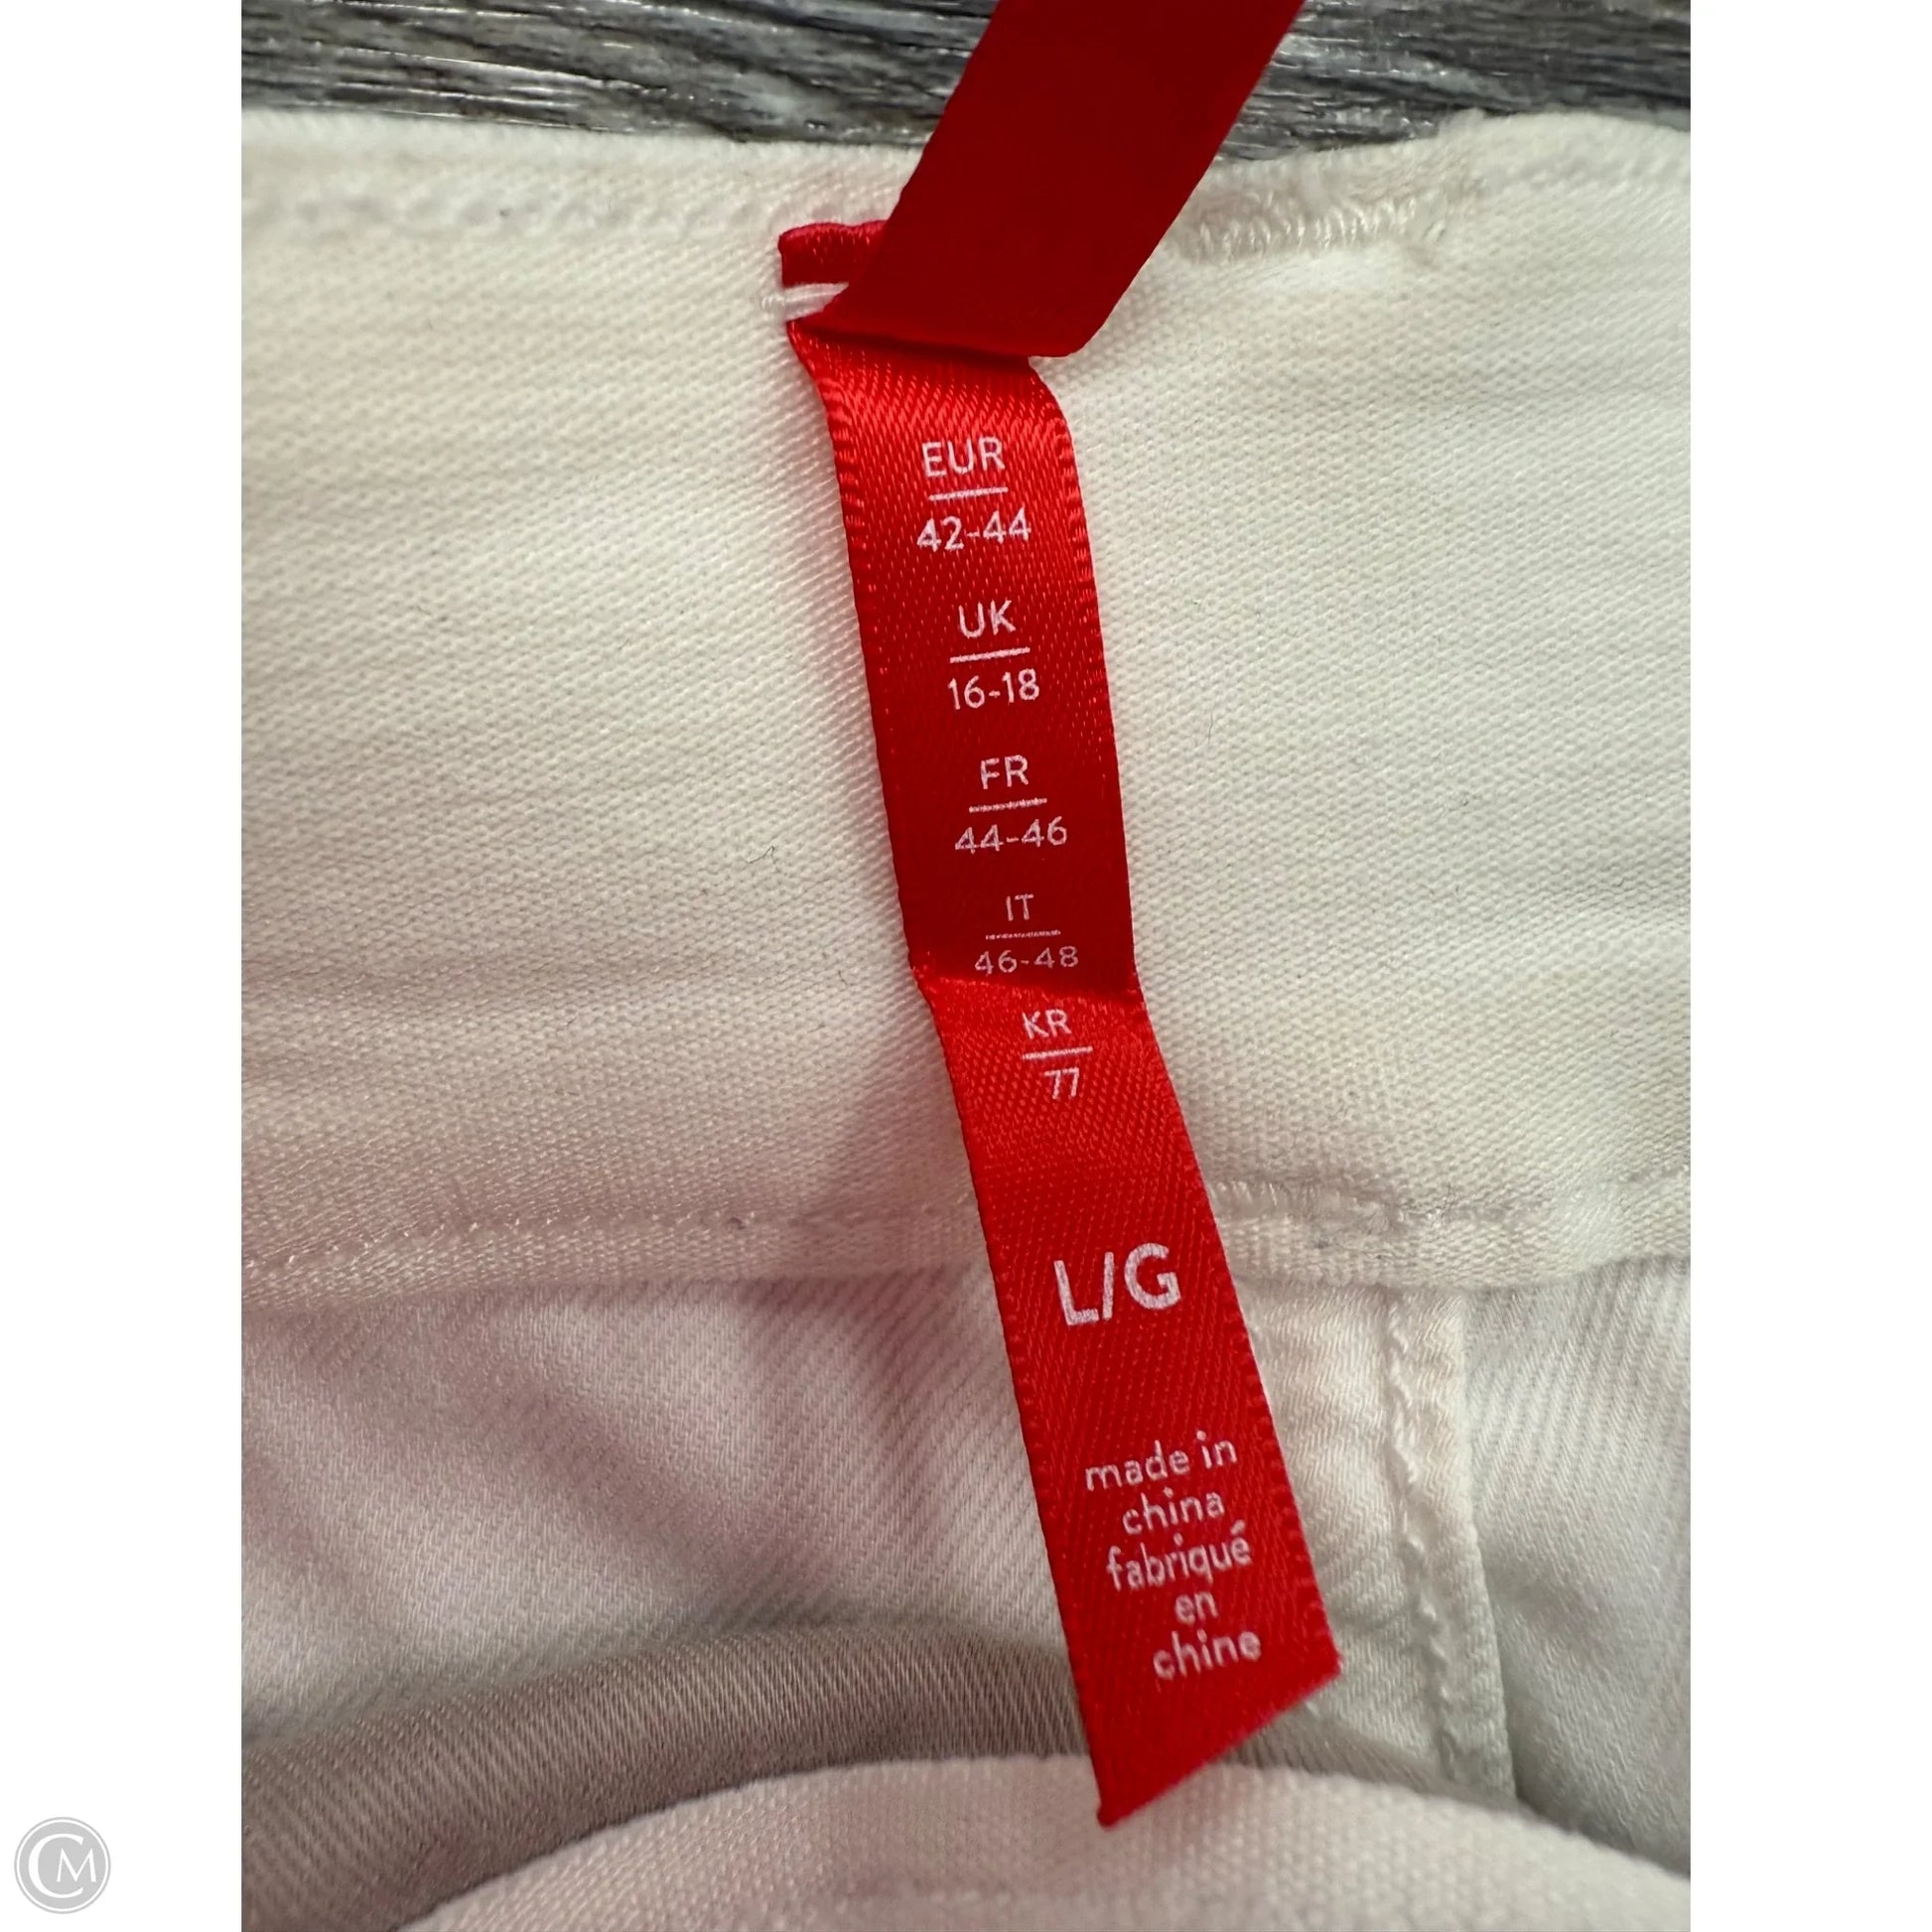 EUR
42-44
UK
16-18
FR
44-46
IT
46-48
KR
77
L/G
made in
china
fabriqué
en
chine
CM